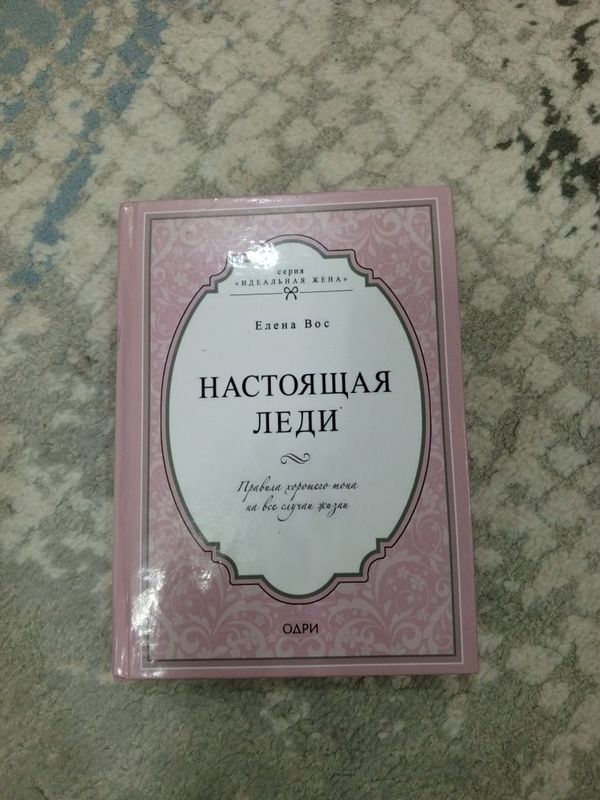 серия
«ИДЕАЛЬНАЯ ЖЕНА»
Елена Вос
НАСТОЯЩАЯ
ЛЕДИ
Правила хорошего тона
на все случаи жизни
ОДРИ